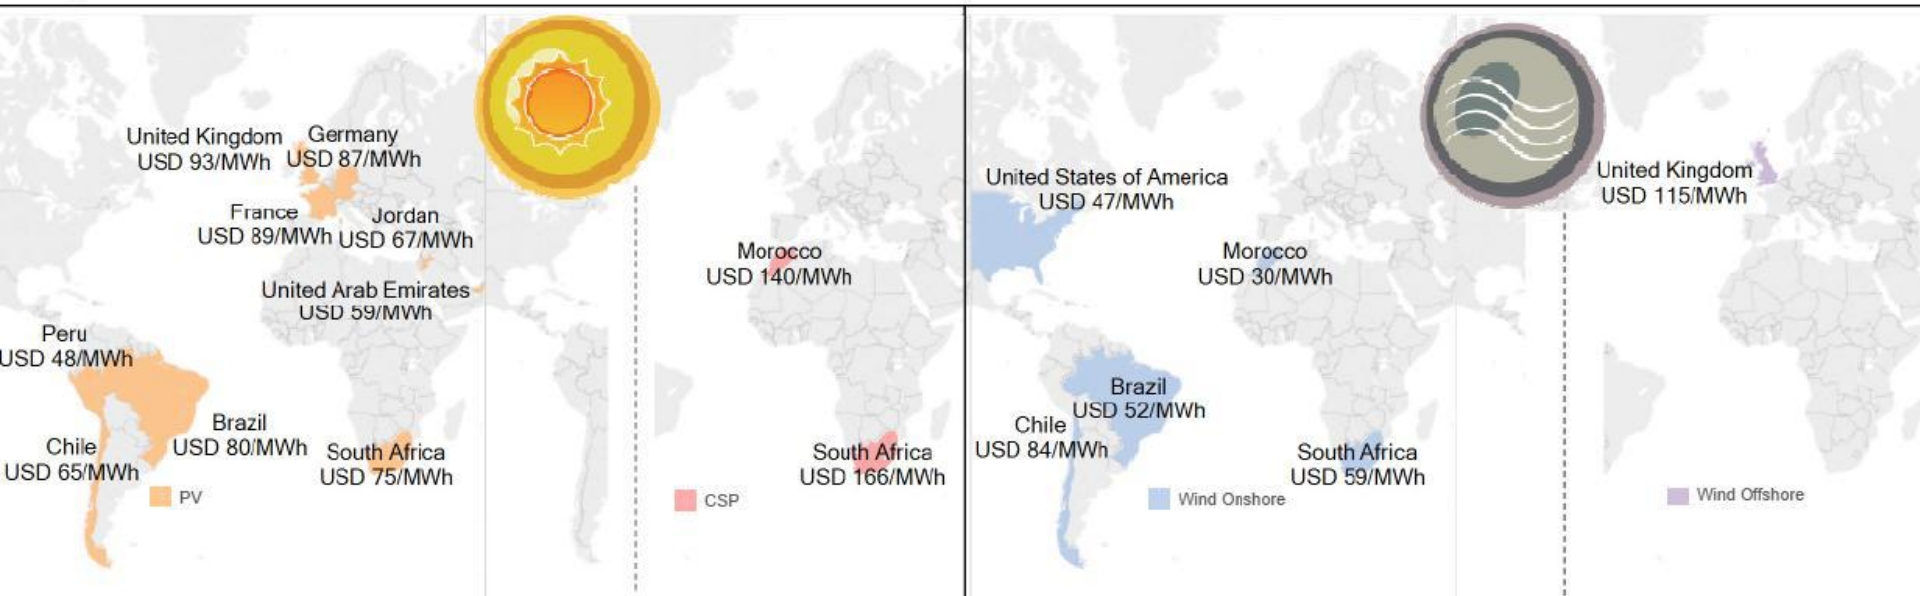 United Kingdom
USD 93/MWh
Germany
USD 87/MWh
France
USD 89/MWh
Jordan
USD 67/MWh
United Arab Emirates
USD 59/MWh
Peru
USD 48/MWh
Brazil
USD 80/MWh
Chile
USD 65/MWh
South Africa
USD 75/MWh
PV
Morocco
USD 140/MWh
South Africa
USD 166/MWh
CSP
United States of America
USD 47/MWh
Morocco
USD 30/MWh
Brazil
USD 52/MWh
Chile
USD 84/MWh
South Africa
USD 59/MWh
Wind Onshore
United Kingdom
USD 115/MWh
Wind Offshore